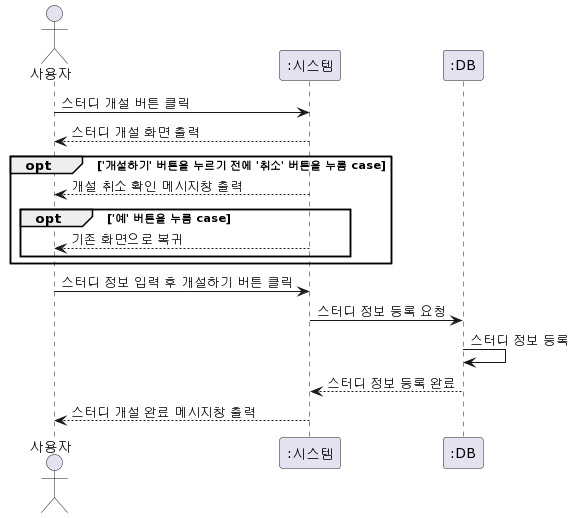 사용자
:시스템
:DB
스터디 개설 버튼 클릭
스터디 개설 화면 출력
opt
['개설하기' 버튼을 누르기 전에 '취소' 버튼을 누름 case]
개설 취소 확인 메시지창 출력
opt
['예' 버튼을 누름 case]
기존 화면으로 복귀
스터디 정보 입력 후 개설하기 버튼 클릭
스터디 정보 등록 요청
스터디 정보 등록
스터디 정보 등록 완료
스터디 개설 완료 메시지창 출력
사용자
:시스템
:DB